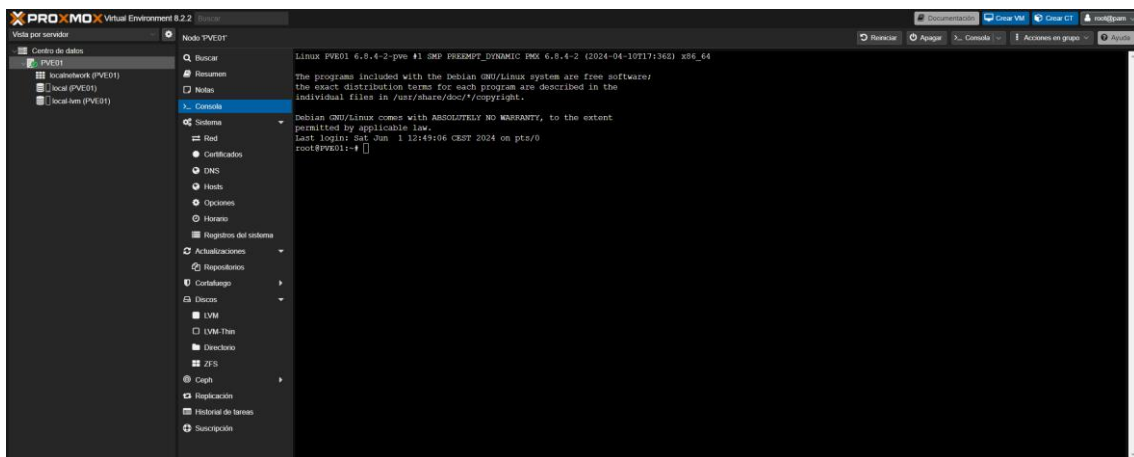 PROXMOX Virtual Environment 8.2.2 Buscar
Documentación Crear VM Crear CT root@pam
Vista por servidor
Nodo 'PVE01'
Reiniciar Apagar Consola Acciones en grupo Ayuda
Centro de datos
PVE01
localnetwork (PVE01)
local (PVE01)
local-lvm (PVE01)
Buscar
Resumen
Notas
>_ Consola
Sistema
Red
Certificados
DNS
Hosts
Opciones
Horario
Registros del sistema
Actualizaciones
Repositorios
Cortafuego
Discos
LVM
LVM-Thin
Directorio
ZFS
Ceph
Replicación
Historial de tareas
Suscripción
Linux PVE01 6.8.4-2-pve #1 SMP PREEMPT_DYNAMIC PMX 6.8.4-2 (2024-04-10T17:36Z) x86_64
The programs included with the Debian GNU/Linux system are free software;
the exact distribution terms for each program are described in the
individual files in /usr/share/doc/*/copyright.
Debian GNU/Linux comes with ABSOLUTELY NO WARRANTY, to the extent
permitted by applicable law.
Last login: Sat Jun 1 12:49:06 CEST 2024 on pts/0
root@PVE01:~#